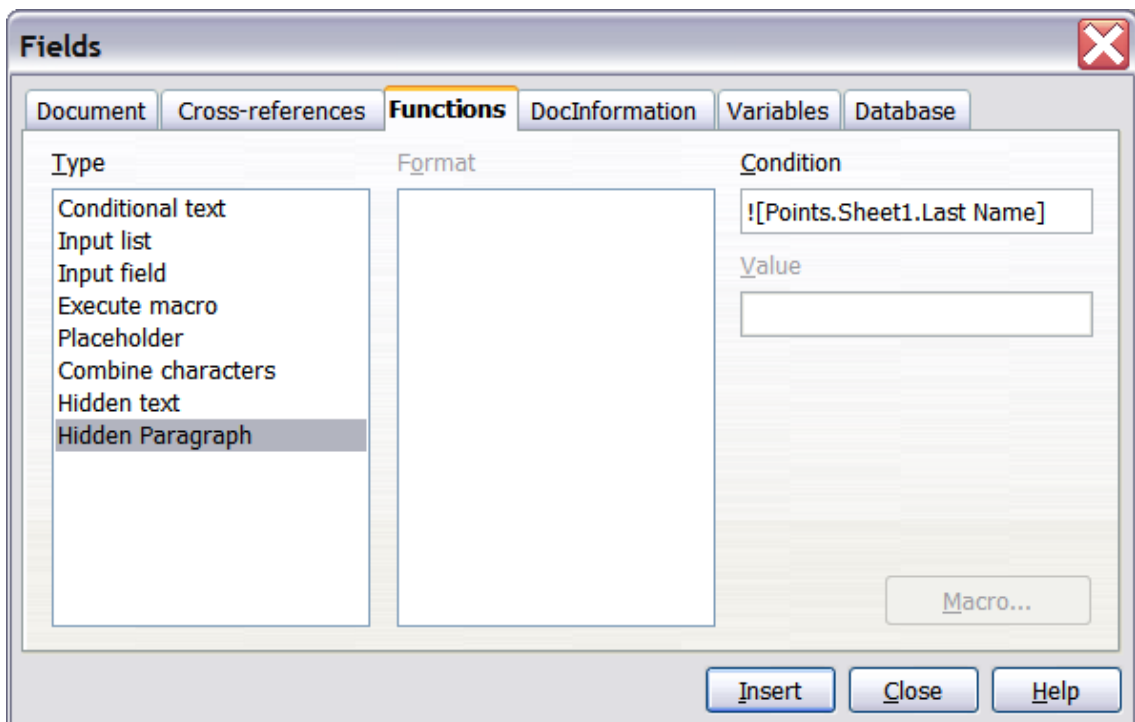 Fields
Document Cross-references Functions DocInformation Variables Database
Type
Conditional text
Input list
Input field
Execute macro
Placeholder
Combine characters
Hidden text
Hidden Paragraph
Format
Condition
![Points.Sheet1.Last Name]
Value
Macro...
Insert Close Help